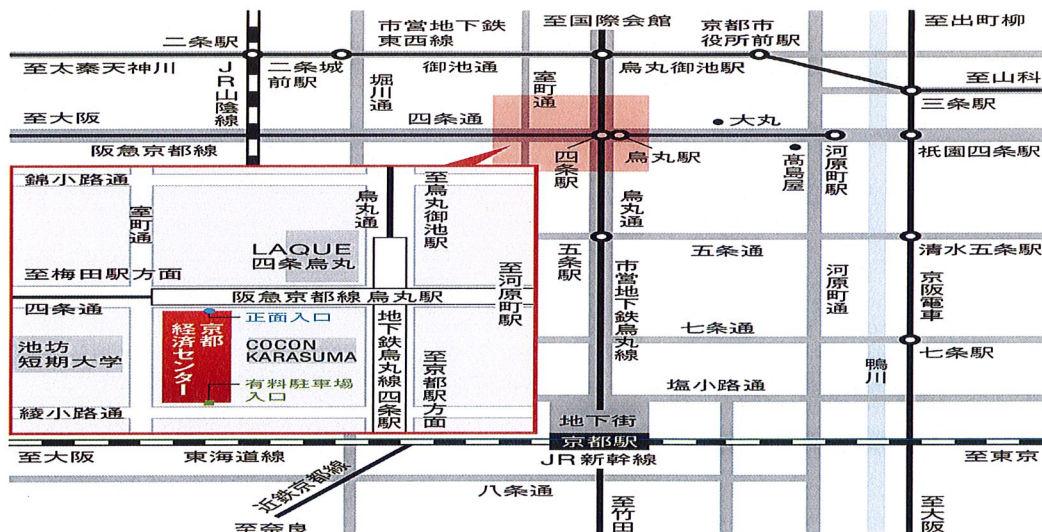 至国際会館
至出町柳
市営地下鉄
東西線
京都市
役所前駅
二条駅
至太秦天神川
二条城
前駅
御池通
烏丸御池駅
至山科
三条駅
JR山陰線
堀川通
室町通
至大阪
四条通
大丸
阪急京都線
四条駅
烏丸駅
髙島屋
河原町駅
祇園四条駅
錦小路通
室町通
烏丸通
至烏丸御池駅
LAQUE
四条烏丸
至梅田駅方面
至河原町駅
阪急京都線 烏丸駅
四条通
正面入口
京都
経済センター
池坊
短期大学
COCON
KARASUMA
有料駐車場
入口
綾小路通
地下鉄烏丸線四条駅
至京都駅方面
五条駅
烏丸通
五条通
清水五条駅
市営地下鉄烏丸線
河原町通
京阪電車
七条通
七条駅
鴨川
塩小路通
地下街
京都駅
至大阪
東海道線
JR新幹線
至東京
近鉄京都線
八条通
至奈良
至竹田
至大阪